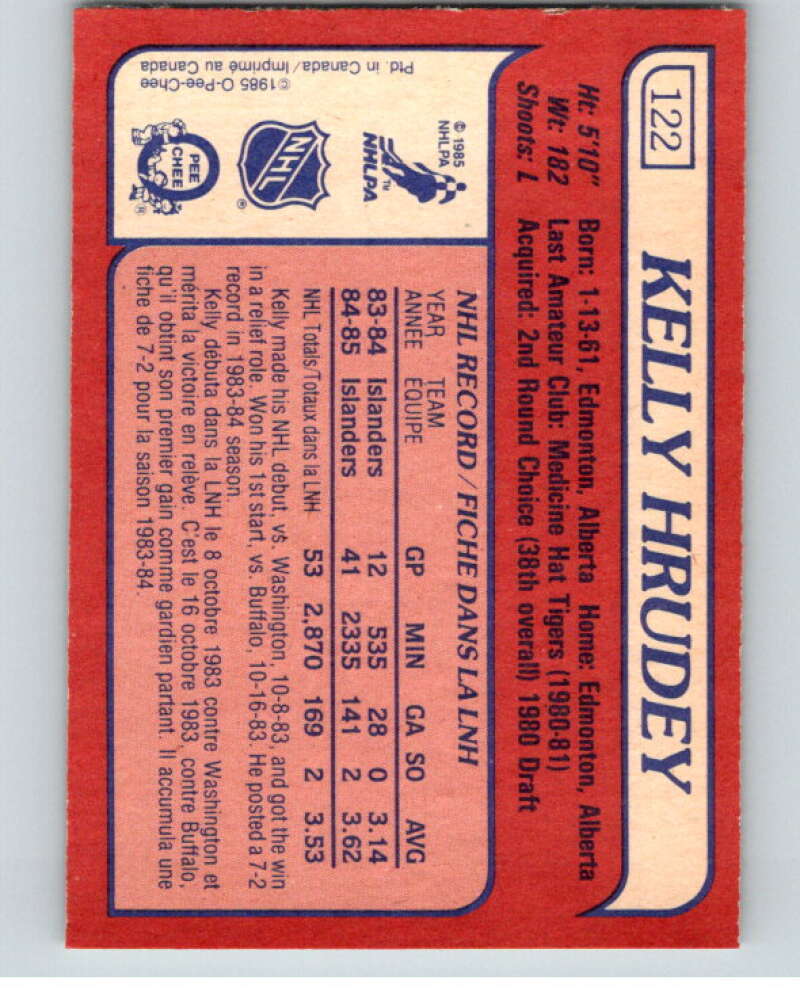 122
KELLY HRUDEY
Ht: 5'10" Born: 1-13-61, Edmonton, Alberta Home: Edmonton, Alberta
Wt: 182 Last Amateur Club: Medicine Hat Tigers (1980-81)
Shoots: L Acquired: 2nd Round Choice (38th overall) 1980 Draft
© 1985
NHLPA
NHLPA
TM
NHL
®
O
PEE
CHEE
®
©1985 O-Pee-Chee
Ptd. in Canada/Imprimé au Canada
NHL RECORD/FICHE DANS LA LNH
YEAR TEAM
ANNÉE ÉQUIPE GP MIN GA SO AVG
83-84 Islanders 12 535 28 0 3.14
84-85 Islanders 41 2335 141 2 3.62
NHL Totals/Totaux dans la LNH 53 2,870 169 2 3.53
Kelly made his NHL debut, vs. Washington, 10-8-83, and got the win
in a relief role. Won his 1st start, vs. Buffalo, 10-16-83. He posted a 7-2
record in 1983-84 season.
Kelly débuta dans la LNH le 8 octobre 1983 contre Washington et
mérita la victoire en relève. C'est le 16 octobre 1983, contre Buffalo,
qu'il obtint son premier gain comme gardien partant. Il accumula une
fiche de 7-2 pour la saison 1983-84.